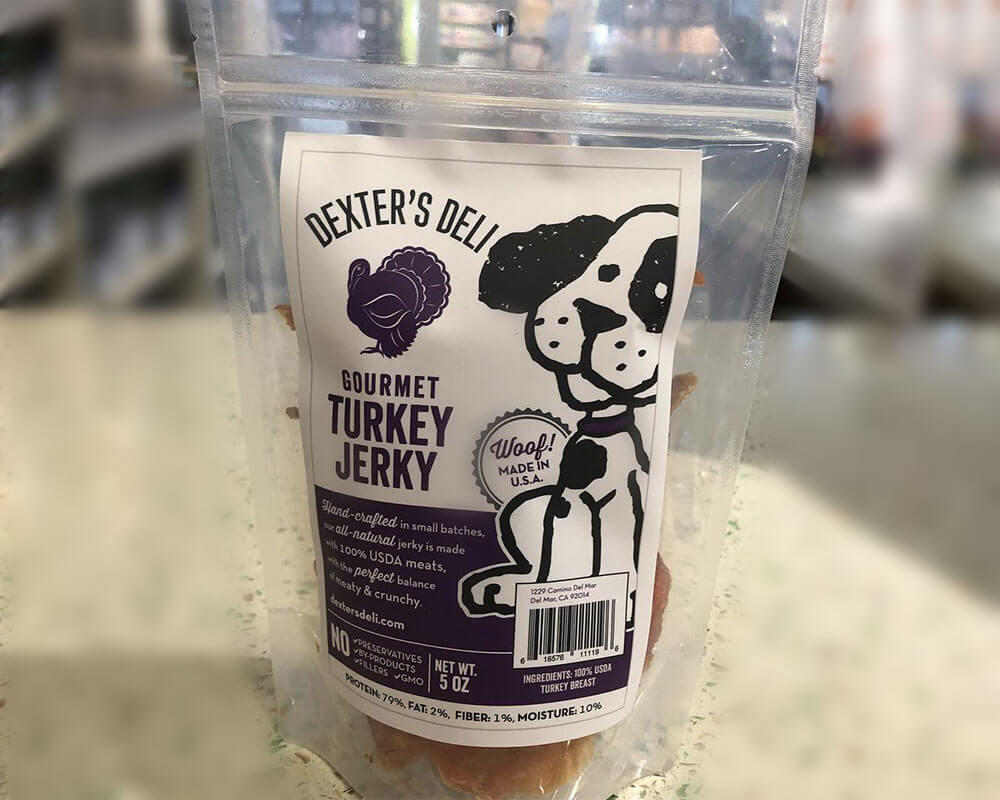 DEXTER'S DELI
GOURMET
TURKEY
JERKY
Woof!
MADE IN
U.S.A.
Hand-crafted in small batches,
our all-natural jerky is made
with 100% USDA meats,
with the perfect balance
of meaty & crunchy.
dextersdeli.com
1229 Camino Del Mar
Del Mar, CA 92014
6 16576 11119 6
NO
✓PRESERVATIVES
✓BY-PRODUCTS
✓FILLERS ✓GMO
NET WT.
5 OZ
INGREDIENTS: 100% USDA
TURKEY BREAST
PROTEIN: 79%, FAT: 2%, FIBER: 1%, MOISTURE: 10%